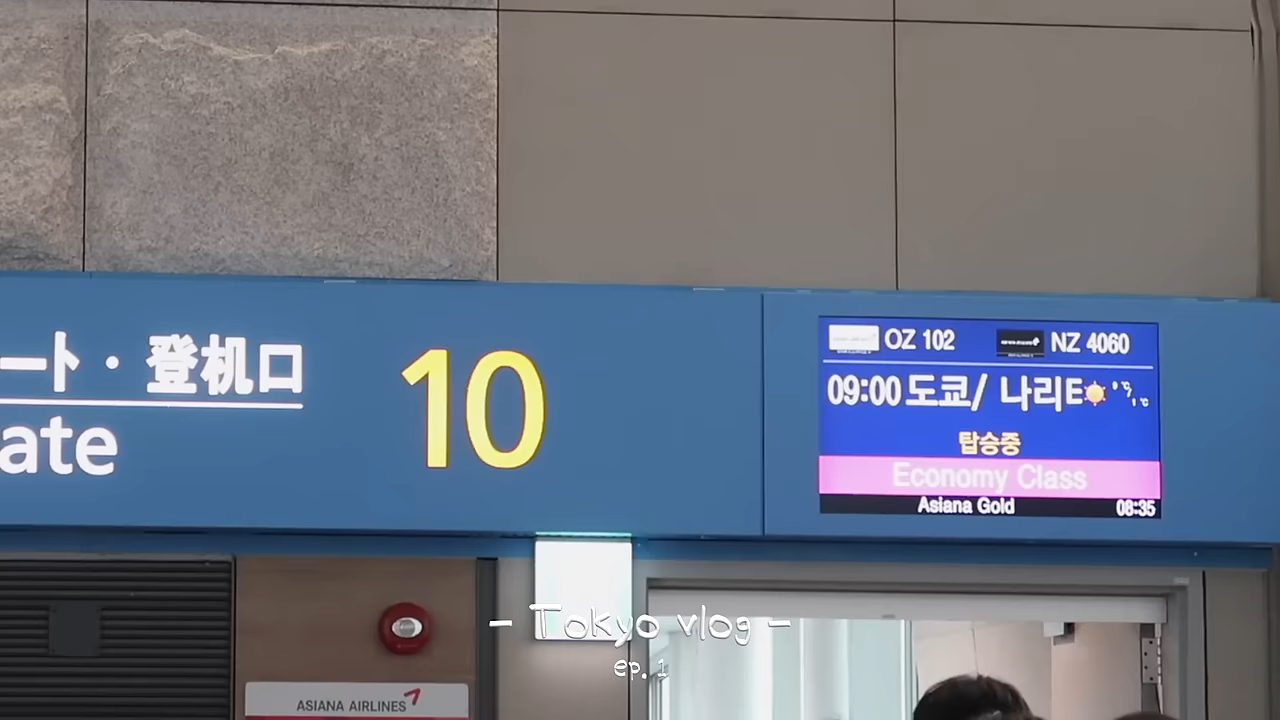 ート · 登机口
ate
10
OZ 102
NZ 4060
09:00 도쿄/ 나리E
탑승중
Economy Class
Asiana Gold
08:35
- Tokyo vlog -
ep. 1
ASIANA AIRLINES